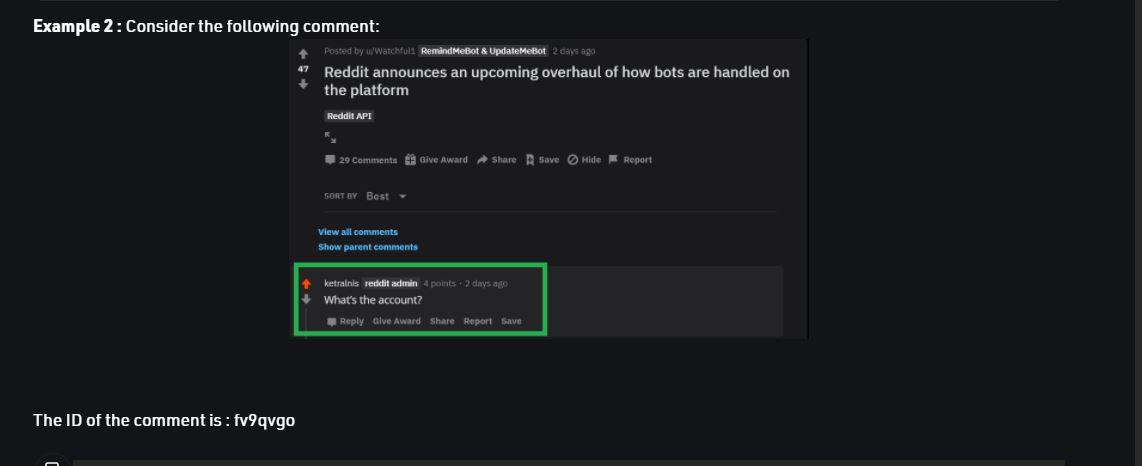 Example 2 : Consider the following comment:
Posted by u/Watchful1 RemindMeBot & UpdateMeBot 2 days ago
47
Reddit announces an upcoming overhaul of how bots are handled on
the platform
Reddit API
29 Comments Give Award Share Save Hide Report
SORT BY Best
View all comments
Show parent comments
ketralnis reddit admin 4 points · 2 days ago
What's the account?
Reply Give Award Share Report Save
The ID of the comment is : fv9qvgo